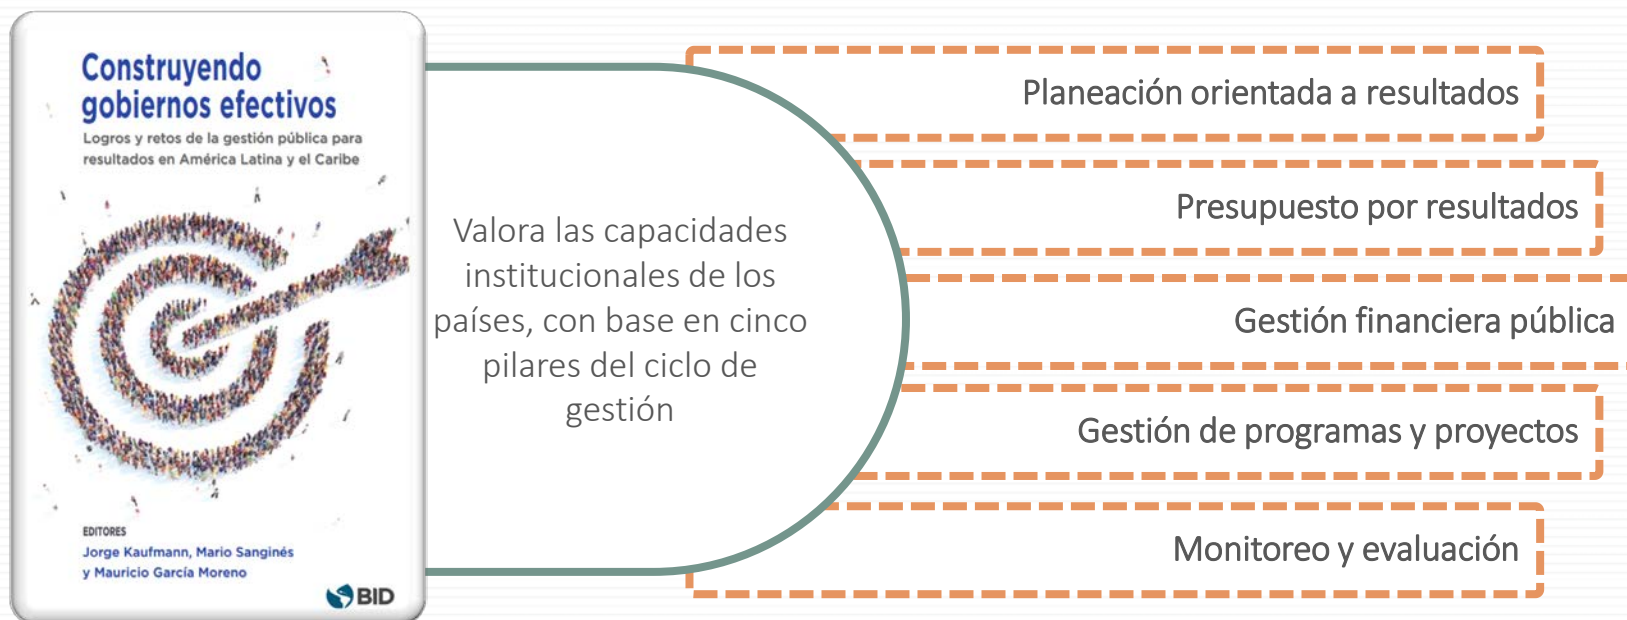 Construyendo
gobiernos efectivos
Logros y retos de la gestión pública para
resultados en América Latina y el Caribe
EDITORES
Jorge Kaufmann, Mario Sanginés
y Mauricio García Moreno
BID
Valora las capacidades
institucionales de los
países, con base en cinco
pilares del ciclo de
gestión
Planeación orientada a resultados
Presupuesto por resultados
Gestión financiera pública
Gestión de programas y proyectos
Monitoreo y evaluación